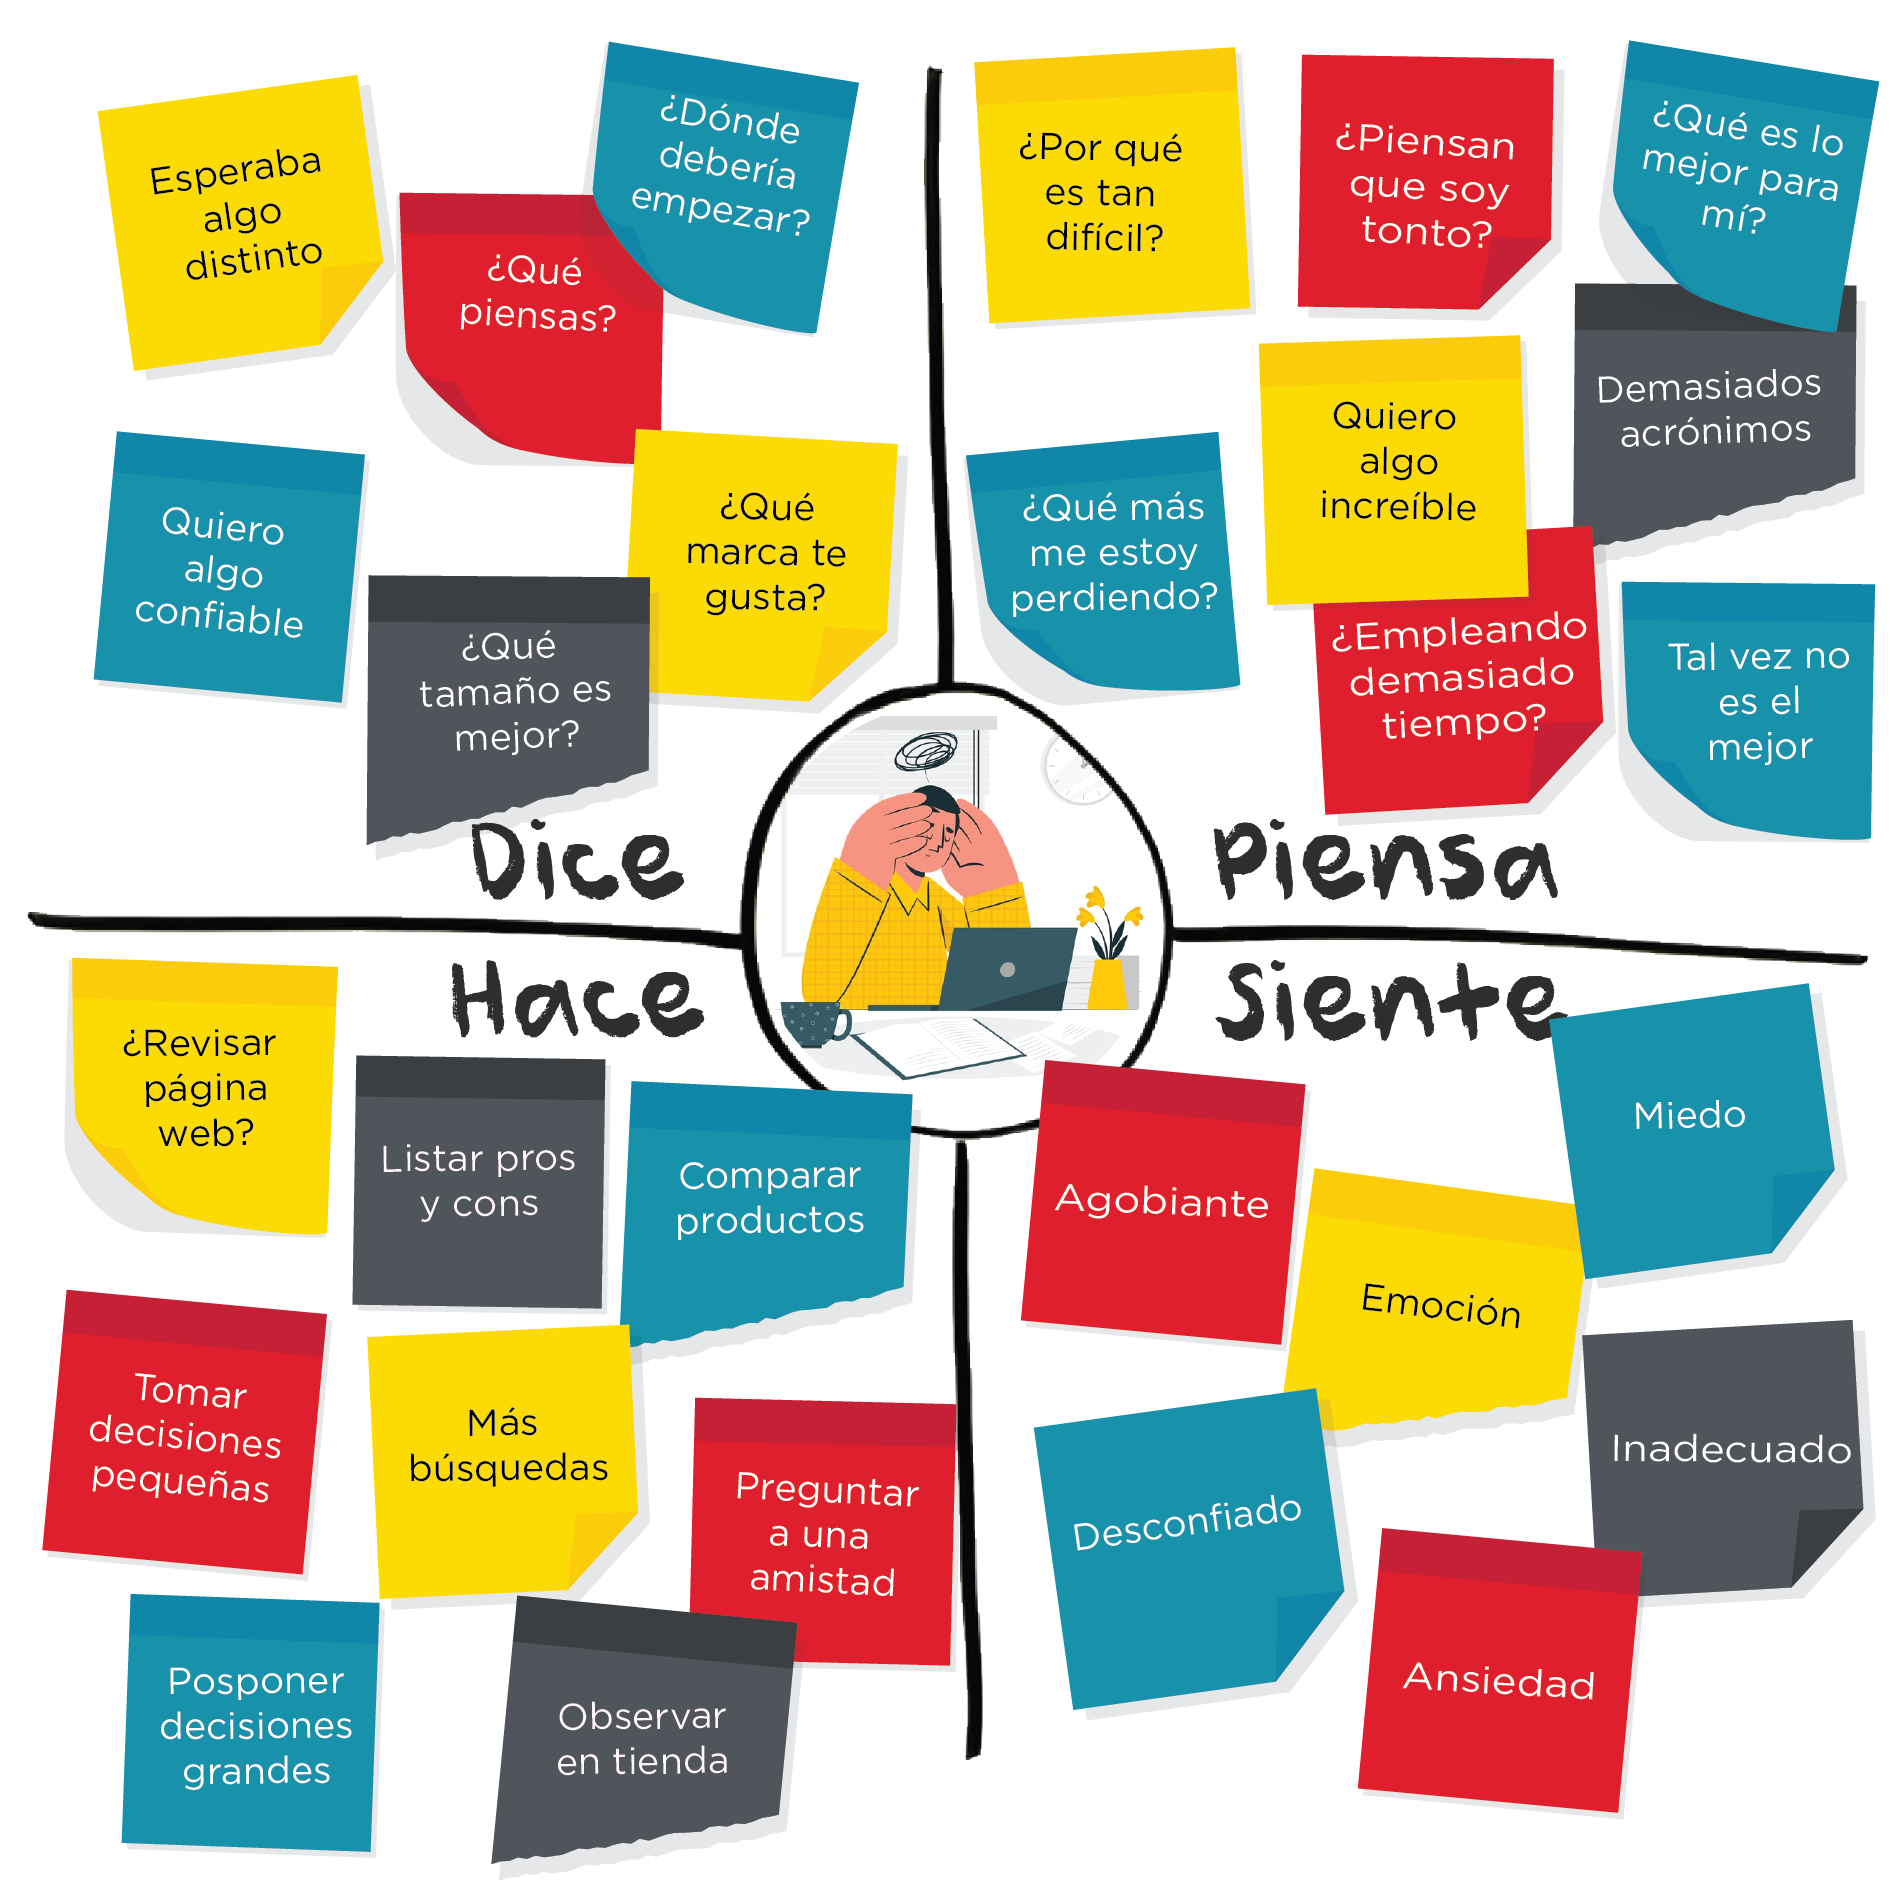 Esperaba
algo
distinto
¿Qué
piensas?
¿Dónde
debería
empezar?
Quiero
algo
confiable
¿Qué
tamaño es
mejor?
¿Qué
marca te
gusta?
Dice
¿Por qué
es tan
difícil?
¿Piensan
que soy
tonto?
¿Qué es lo
mejor para
mí?
Demasiados
acrónimos
Quiero
algo
increíble
¿Qué más
me estoy
perdiendo?
¿Empleando
demasiado
tiempo?
Tal vez no
es el
mejor
Piensa
Hace
¿Revisar
página
web?
Listar pros
y cons
Comparar
productos
Tomar
decisiones
pequeñas
Más
búsquedas
Preguntar
a una
amistad
Posponer
decisiones
grandes
Observar
en tienda
Siente
Agobiante
Miedo
Emoción
Inadecuado
Desconfiado
Ansiedad